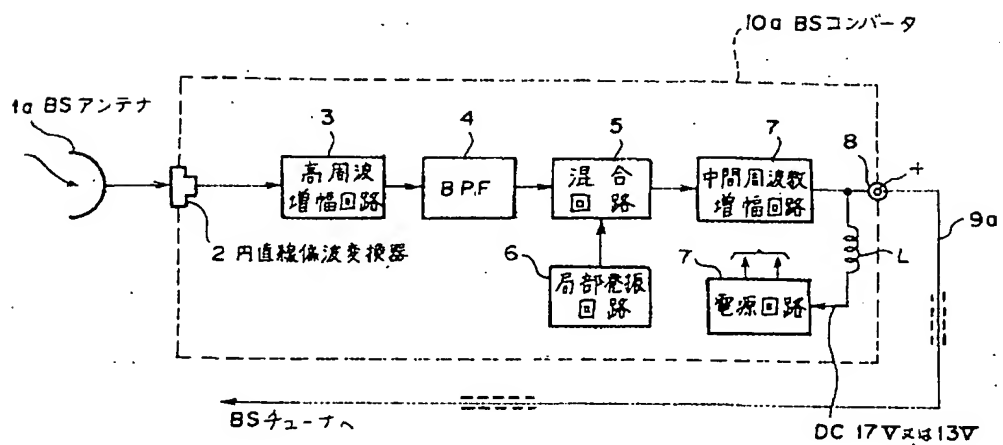 10a BSコンバータ
1a BSアンテナ
3
高周波
増幅回路
4
B P.F
5
混合
回路
7
中間周波数
増幅回路
8
+
9a
2 円直線偏波変換器
6
局部発振
回路
7
電源回路
L
BSチューナへ
DC 17V又は13V